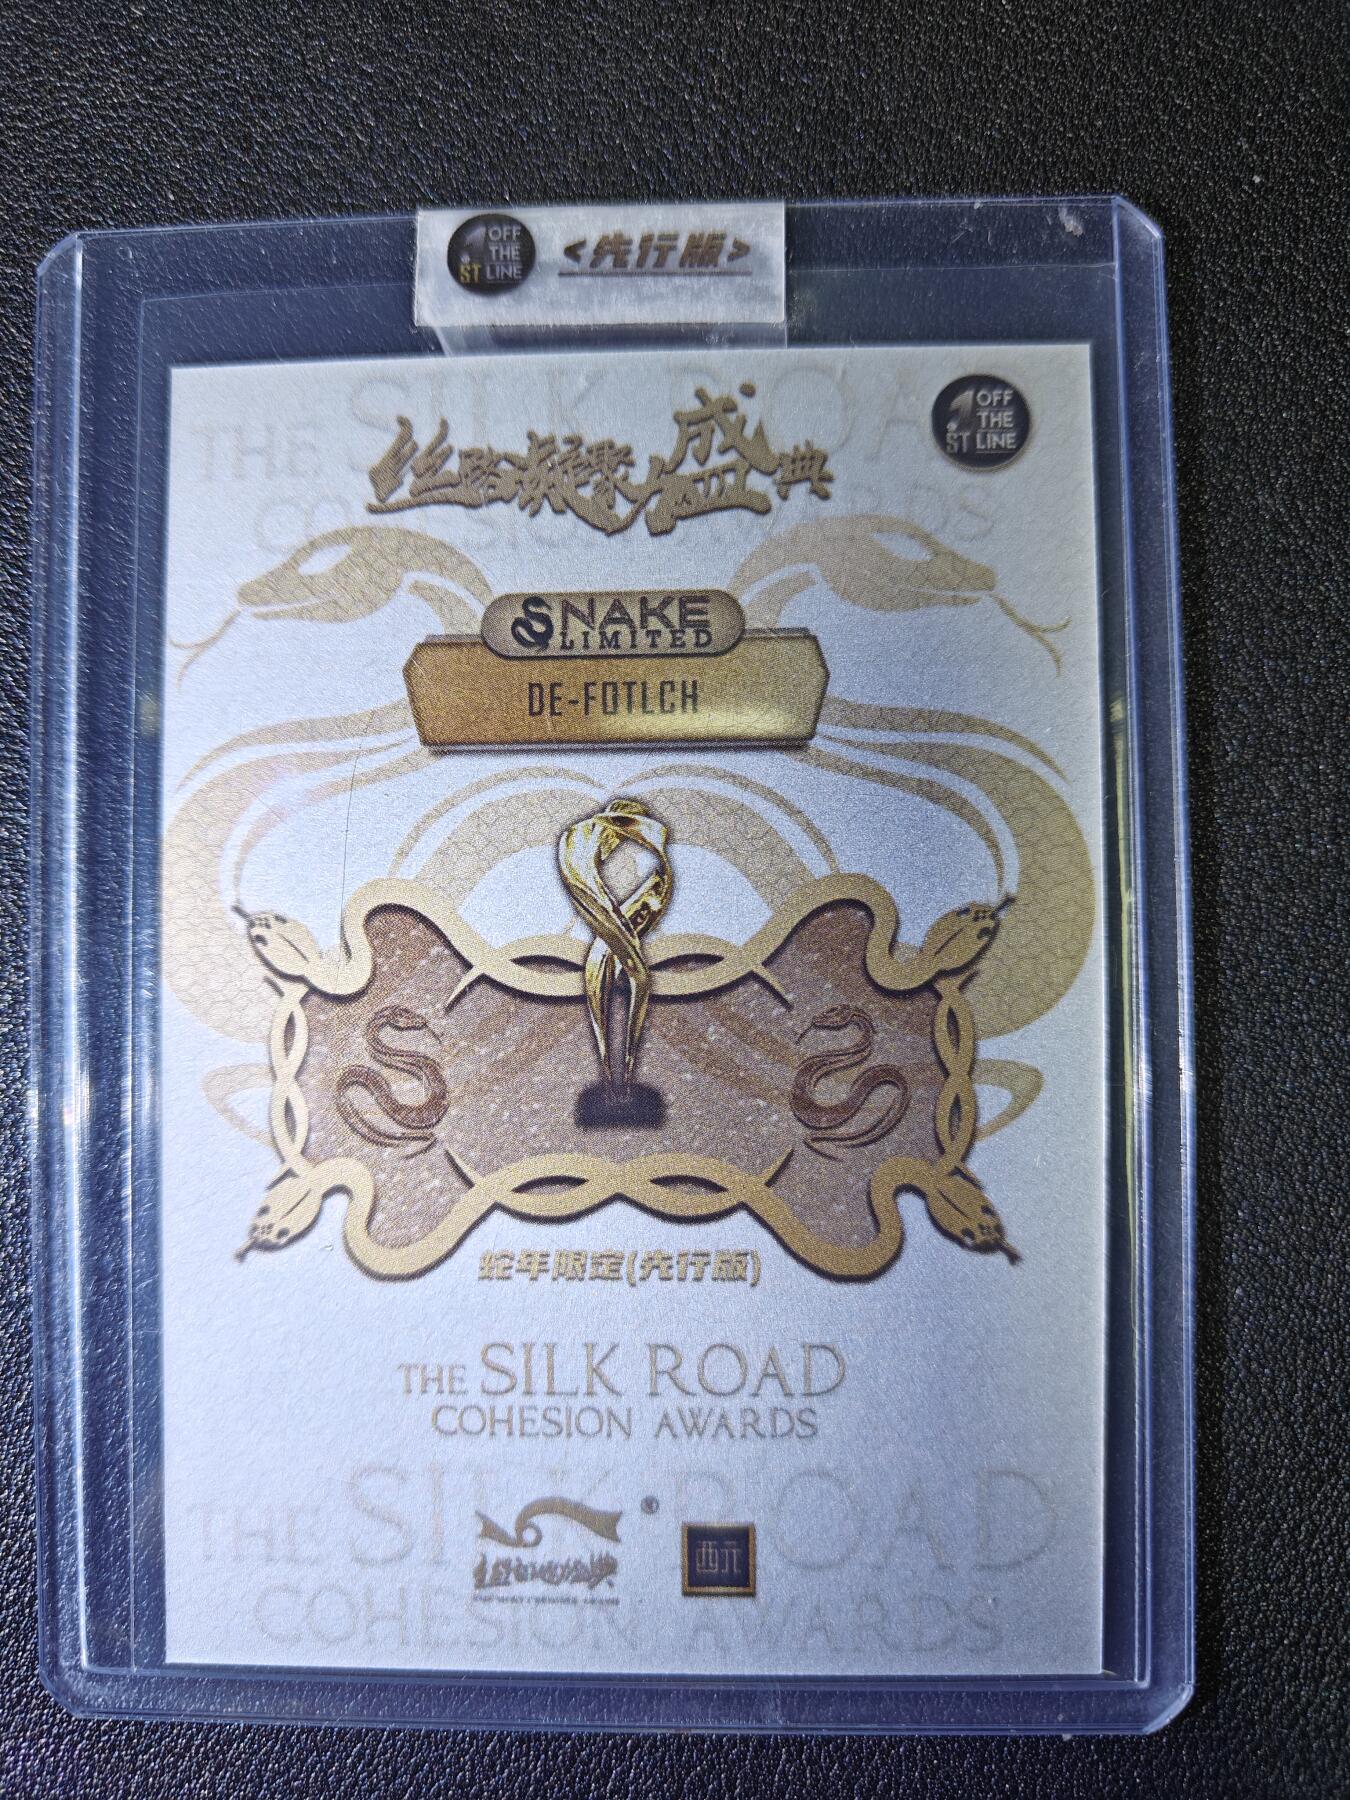 1ST OFF THE LINE
<先行版>
THE SILK ROAD
COHESION AWARDS
丝路凝聚盛典
1ST OFF THE LINE
SNAKE
LIMITED
DE-FOTLCH
蛇年限定(先行版)
THE SILK ROAD
COHESION AWARDS
THE SILK ROAD
COHESION AWARDS
®